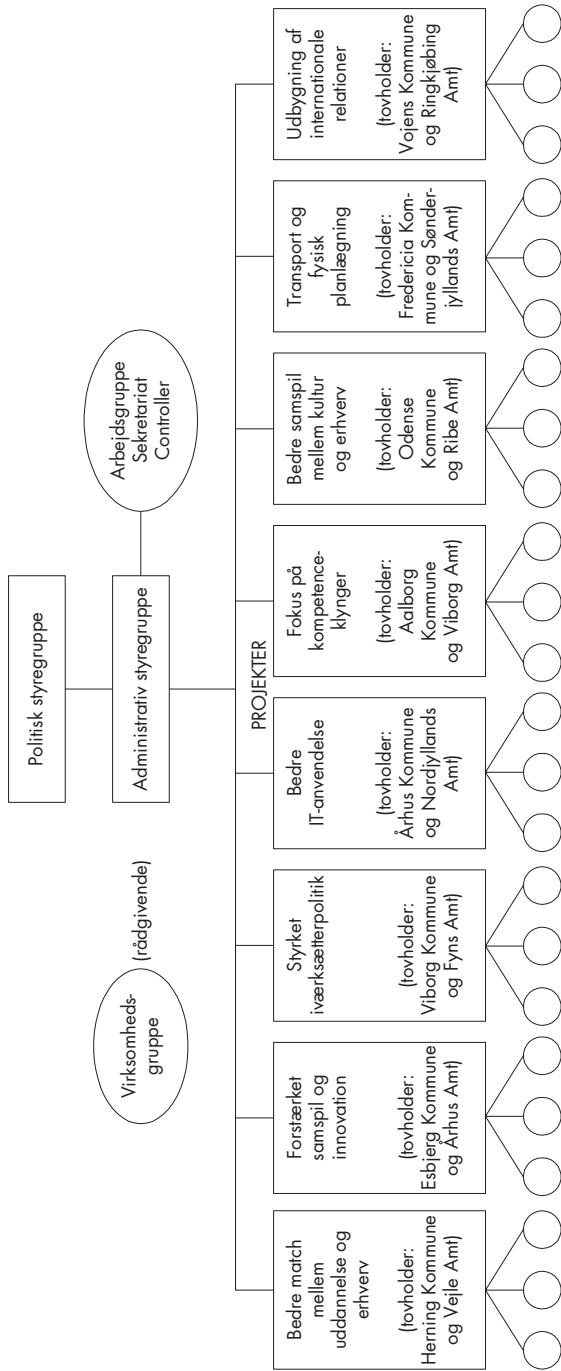 Politisk styregruppe
Administrativ styregruppe
Arbejdsgruppe
Sekretariat
Controller
Virksomheds-
gruppe
(rådgivende)
PROJEKTER
Bedre match
mellem
uddannelse og
erhverv
(tovholder:
Herning Kommune
og Vejle Amt)
Forstærket
samspil og
innovation
(tovholder:
Esbjerg Kommune
og Århus Amt)
Styrket
iværksætterpolitik
(tovholder:
Viborg Kommune
og Fyns Amt)
Bedre
IT-anvendelse
(tovholder:
Århus Kommune
og Nordjyllands
Amt)
Fokus på
kompetence-
klynger
(tovholder:
Aalborg
Kommune
og Viborg Amt)
Bedre samspil
mellem kultur
og erhverv
(tovholder:
Odense
Kommune
og Ribe Amt)
Transport og
fysisk
planlægning
(tovholder:
Fredericia Kom-
mune og Sønder-
jyllands Amt)
Udbygning af
internationale
relationer
(tovholder:
Vojens Kommune
og Ringkjøbing
Amt)